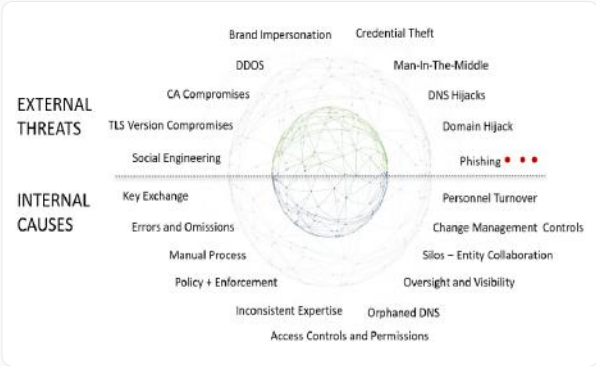 Brand Impersonation
Credential Theft
DDOS
Man-In-The-Middle
CA Compromises
DNS Hijacks
EXTERNAL
THREATS
TLS Version Compromises
Domain Hijack
Social Engineering
Phishing
INTERNAL
CAUSES
Key Exchange
Personnel Turnover
Errors and Omissions
Change Management Controls
Manual Process
Silos – Entity Collaboration
Policy + Enforcement
Oversight and Visibility
Inconsistent Expertise
Orphaned DNS
Access Controls and Permissions